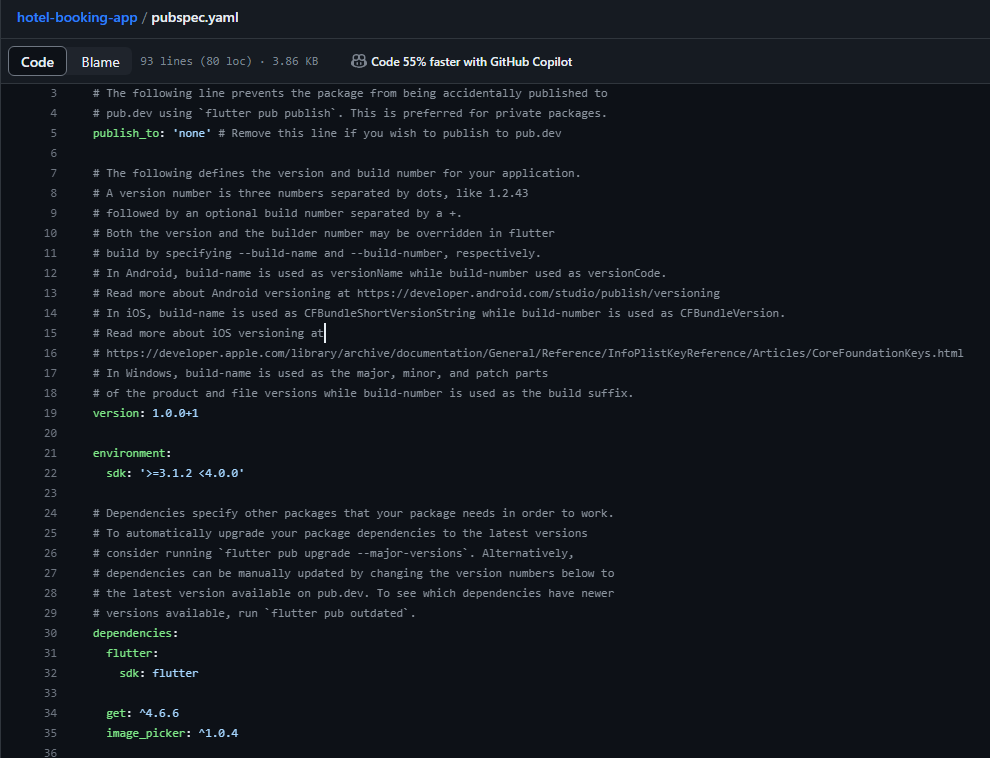 hotel-booking-app / pubspec.yaml
Code Blame 93 lines (80 loc) · 3.86 KB Code 55% faster with GitHub Copilot
3 # The following line prevents the package from being accidentally published to
4 # pub.dev using `flutter pub publish`. This is preferred for private packages.
5 publish_to: 'none' # Remove this line if you wish to publish to pub.dev
6
7 # The following defines the version and build number for your application.
8 # A version number is three numbers separated by dots, like 1.2.43
9 # followed by an optional build number separated by a +.
10 # Both the version and the builder number may be overridden in flutter
11 # build by specifying --build-name and --build-number, respectively.
12 # In Android, build-name is used as versionName while build-number used as versionCode.
13 # Read more about Android versioning at https://developer.android.com/studio/publish/versioning
14 # In iOS, build-name is used as CFBundleShortVersionString while build-number is used as CFBundleVersion.
15 # Read more about iOS versioning at
16 # https://developer.apple.com/library/archive/documentation/General/Reference/InfoPlistKeyReference/Articles/CoreFoundationKeys.html
17 # In Windows, build-name is used as the major, minor, and patch parts
18 # of the product and file versions while build-number is used as the build suffix.
19 version: 1.0.0+1
20
21 environment:
22   sdk: '>=3.1.2 <4.0.0'
23
24 # Dependencies specify other packages that your package needs in order to work.
25 # To automatically upgrade your package dependencies to the latest versions
26 # consider running `flutter pub upgrade --major-versions`. Alternatively,
27 # dependencies can be manually updated by changing the version numbers below to
28 # the latest version available on pub.dev. To see which dependencies have newer
29 # versions available, run `flutter pub outdated`.
30 dependencies:
31   flutter:
32     sdk: flutter
33
34   get: ^4.6.6
35   image_picker: ^1.0.4
36